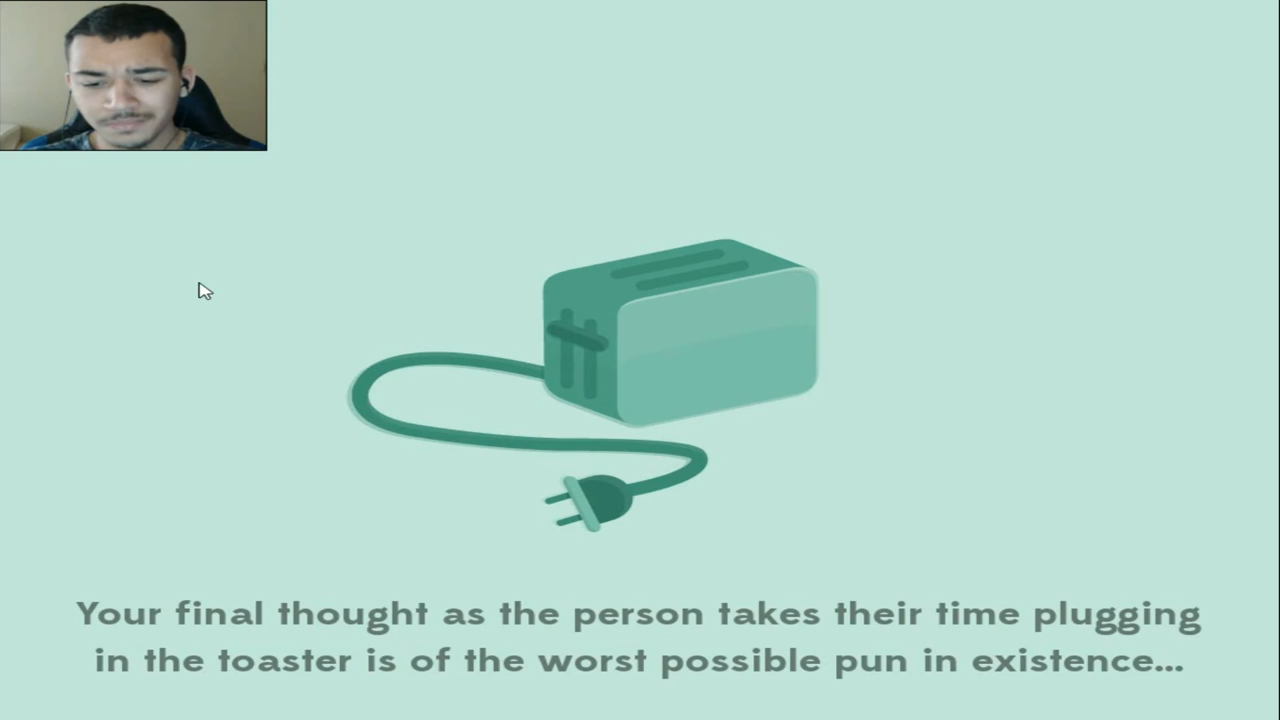 Your final thought as the person takes their time plugging
in the toaster is of the worst possible pun in existence...